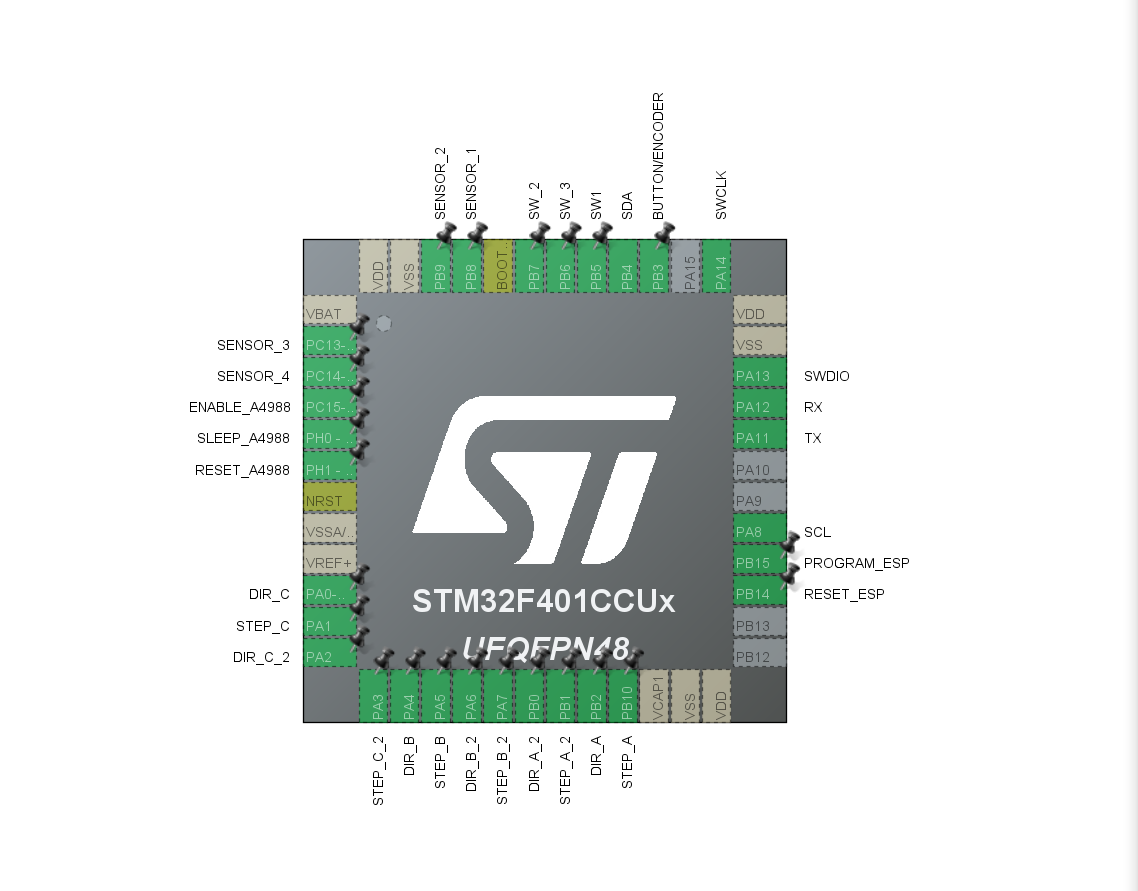 SENSOR_2
SENSOR_1
SW_2
SW_3
SW1
SDA
BUTTON/ENCODER
SWCLK
VDD
VSS
PB9
PB8
BOOT..
PB7
PB6
PB5
PB4
PB3
PA15
PA14
VBAT
SENSOR_3 PC13-..
SENSOR_4 PC14-..
ENABLE_A4988 PC15-..
SLEEP_A4988 PH0 - ..
RESET_A4988 PH1 - ..
NRST
VSSA/..
VREF+
DIR_C PA0-..
STEP_C PA1
DIR_C_2 PA2
VDD
VSS
PA13 SWDIO
PA12 RX
PA11 TX
PA10
PA9
PA8 SCL
PB15 PROGRAM_ESP
PB14 RESET_ESP
PB13
PB12
ST
STM32F401CCUx
UFQFPN48
PA3
PA4
PA5
PA6
PA7
PB0
PB1
PB2
PB10
VCAP1
VSS
VDD
STEP_C_2
DIR_B
STEP_B
DIR_B_2
STEP_B_2
DIR_A_2
STEP_A_2
DIR_A
STEP_A